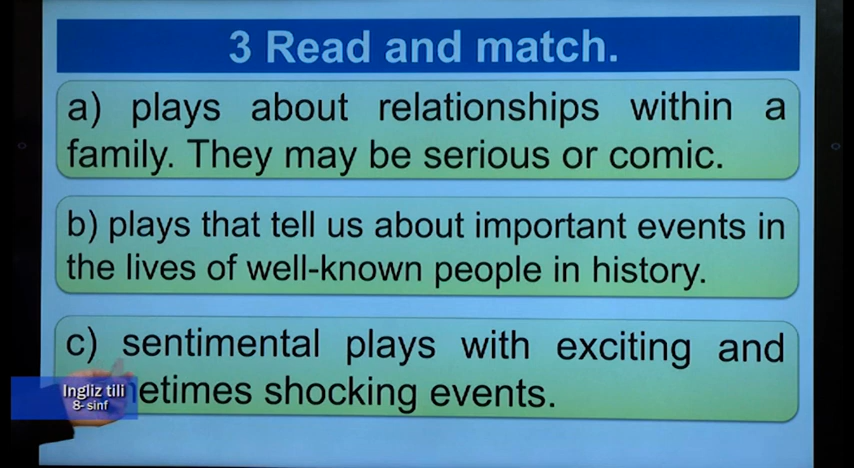 3 Read and match.
a) plays about relationships within a
family. They may be serious or comic.
b) plays that tell us about important events in
the lives of well-known people in history.
c) sentimental plays with exciting and
shocking events.
Ingliz tili
8- sinf